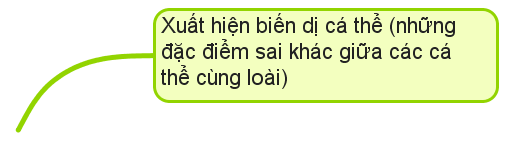 Xuất hiện biến dị cá thể (những
đặc điểm sai khác giữa các cá
thể cùng loài)